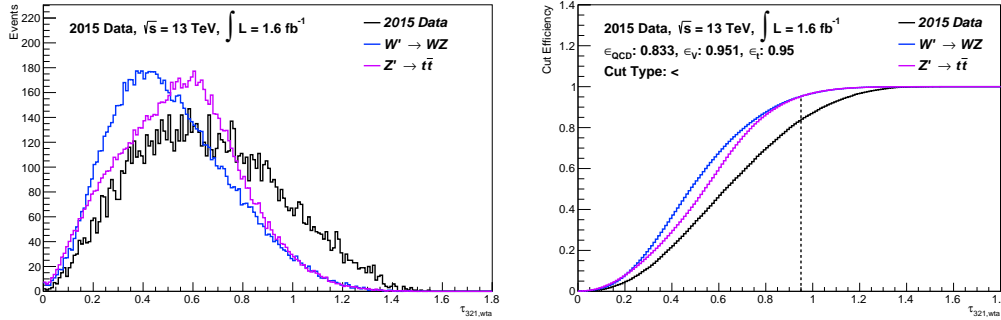 Events
2015 Data, √s = 13 TeV, ∫ L = 1.6 fb⁻¹
2015 Data
W' → WZ
Z' → tt̄
220
200
180
160
140
120
100
80
60
40
20
0
0 0.2 0.4 0.6 0.8 1 1.2 1.4 1.6 1.8
τ321,wta
Cut Efficiency
2015 Data, √s = 13 TeV, ∫ L = 1.6 fb⁻¹
∈QCD: 0.833, ∈V: 0.951, ∈t: 0.95
Cut Type: <
2015 Data
W' → WZ
Z' → tt̄
1.4
1.2
1
0.8
0.6
0.4
0.2
0
0 0.2 0.4 0.6 0.8 1 1.2 1.4 1.6 1.8
τ321,wta